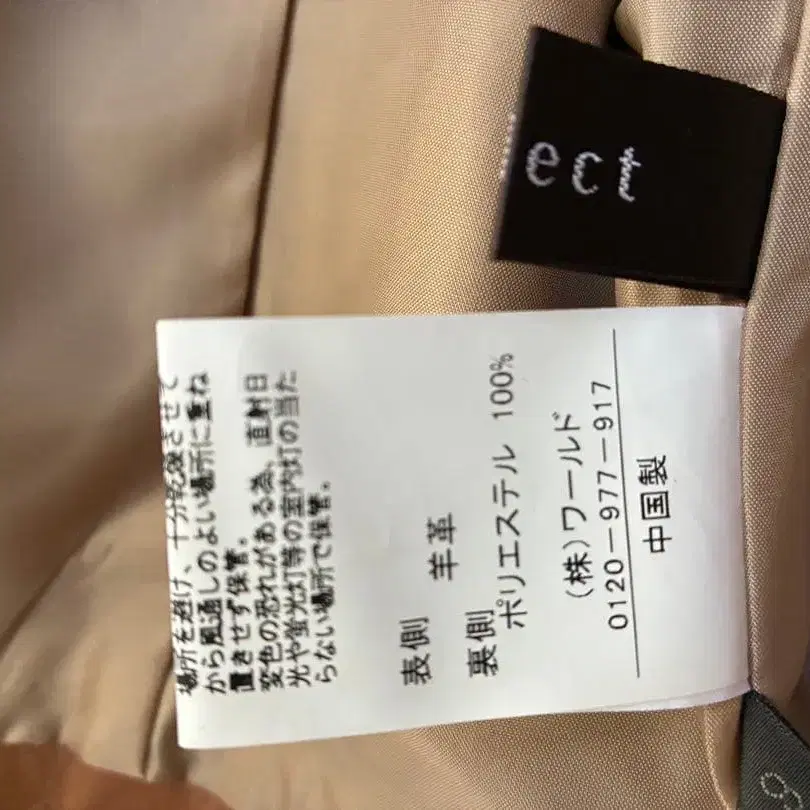 場所を避け、十分乾燥させて
から風通しのよい場所に重ね
置きせず保管。
変色の恐れがある為、直射日
光や蛍光灯等の室内灯の当た
らない場所で保管。
表側
羊革
裏側
ポリエステル 100%
(株)ワールド
0120-977-917
中国製